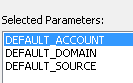 Selected Parameters:
DEFAULT_ACCOUNT
DEFAULT_DOMAIN
DEFAULT_SOURCE